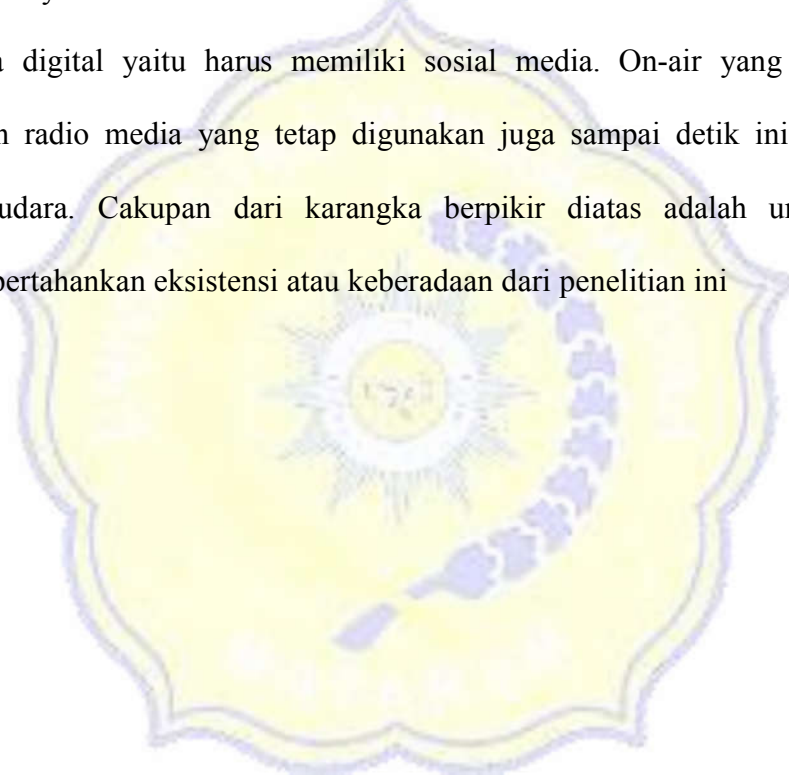 digital yaitu harus memiliki sosial media. On-air yang
radio media yang tetap digunakan juga sampai detik ini
udara. Cakupan dari karangka berpikir diatas adalah
pertahankan eksistensi atau keberadaan dari penelitian ini